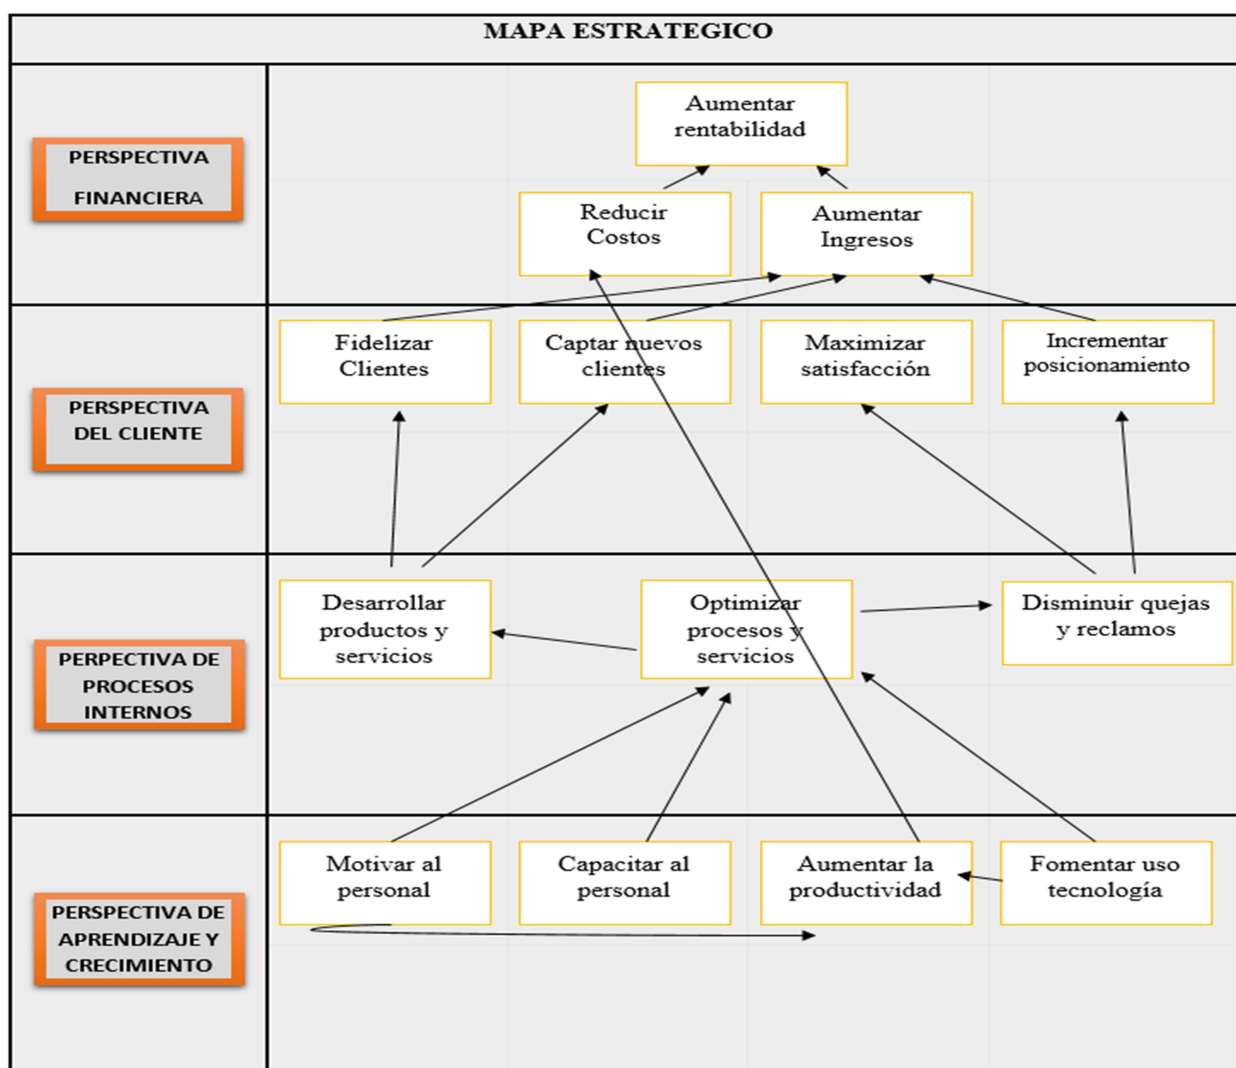 MAPA ESTRATEGICO
PERSPECTIVA
FINANCIERA
Aumentar
rentabilidad
Reducir
Costos
Aumentar
Ingresos
PERSPECTIVA
DEL CLIENTE
Fidelizar
Clientes
Captar nuevos
clientes
Maximizar
satisfacción
Incrementar
posicionamiento
PERPECTIVA DE
PROCESOS
INTERNOS
Desarrollar
productos y
servicios
Optimizar
procesos y
servicios
Disminuir quejas
y reclamos
PERSPECTIVA DE
APRENDIZAJE Y
CRECIMIENTO
Motivar al
personal
Capacitar al
personal
Aumentar la
productividad
Fomentar uso
tecnología